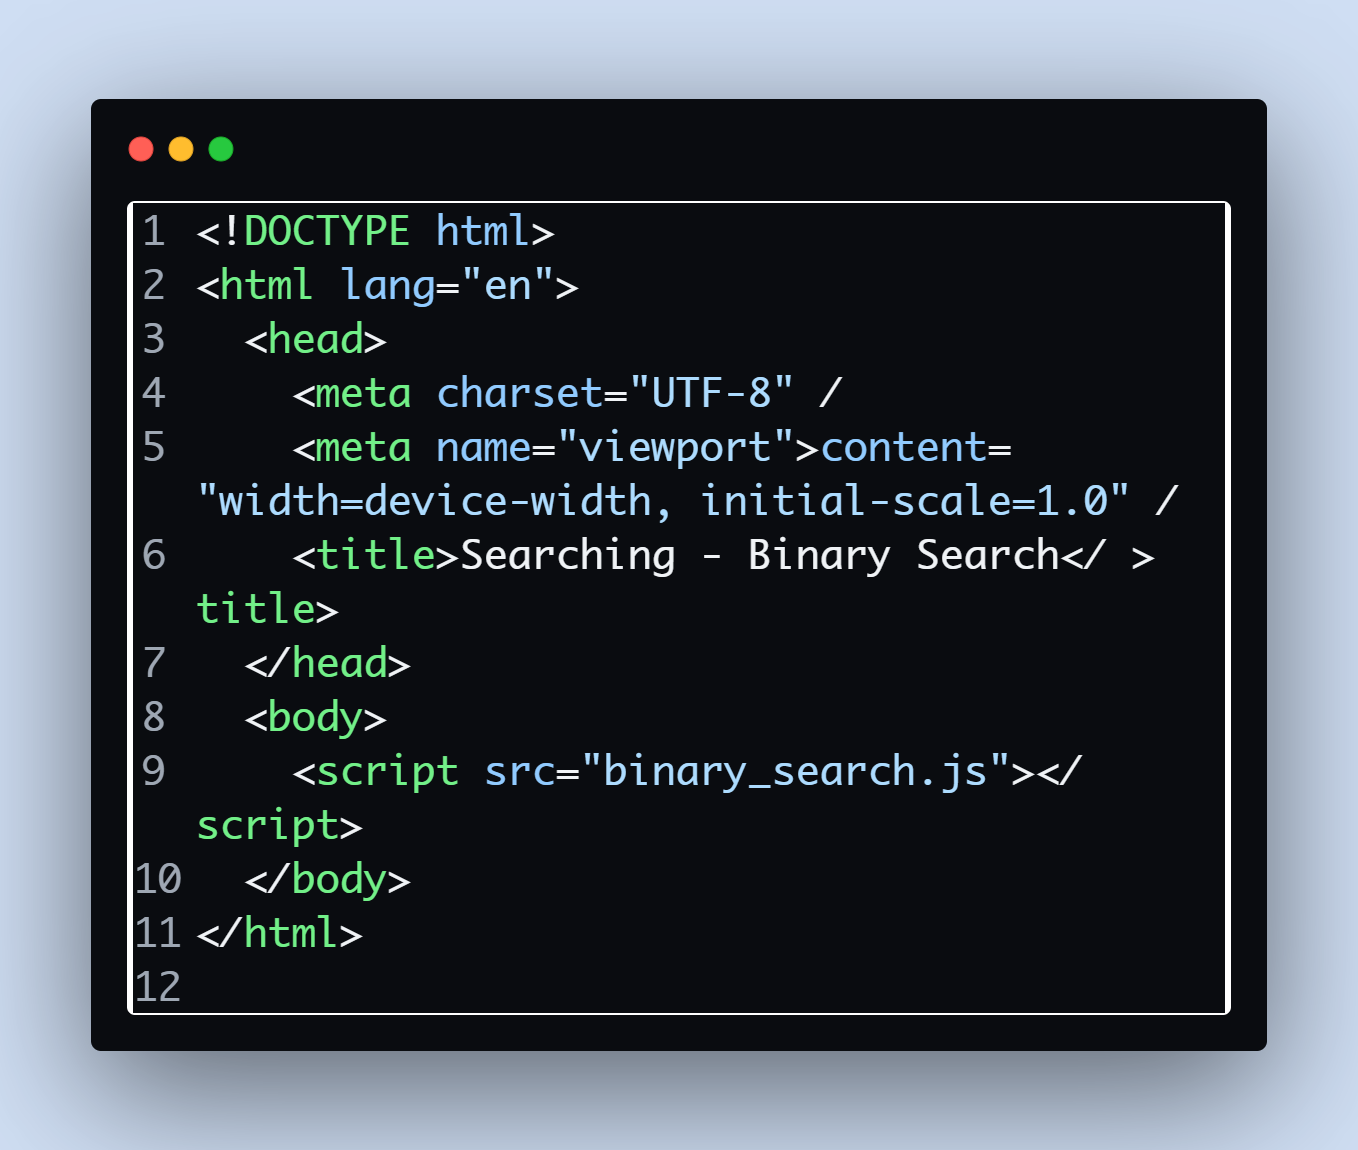 1 <!DOCTYPE html>
2 <html lang="en">
3   <head>
4     <meta charset="UTF-8" /
5     <meta name="viewport">content=
"width=device-width, initial-scale=1.0" /
6     <title>Searching - Binary Search</ >
title>
7   </head>
8   <body>
9     <script src="binary_search.js"></
script>
10   </body>
11 </html>
12